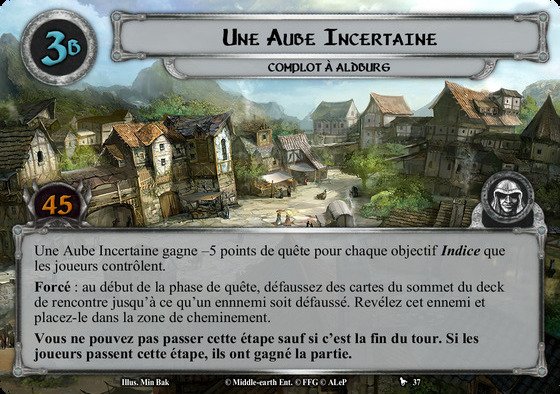 3B
UNE AUBE INCERTAINE
COMPLOT À ALDBURG
45
Une Aube Incertaine gagne –5 points de quête pour chaque objectif Indice que
les joueurs contrôlent.
Forcé : au début de la phase de quête, défaussez des cartes du sommet du deck
de rencontre jusqu'à ce qu'un ennnemi soit défaussé. Revélez cet ennemi et
placez-le dans la zone de cheminement.
Vous ne pouvez pas passer cette étape sauf si c'est la fin du tour. Si les
joueurs passent cette étape, ils ont gagné la partie.
Illus. Min Bak © Middle-earth Ent. © FFG © ALeP 37